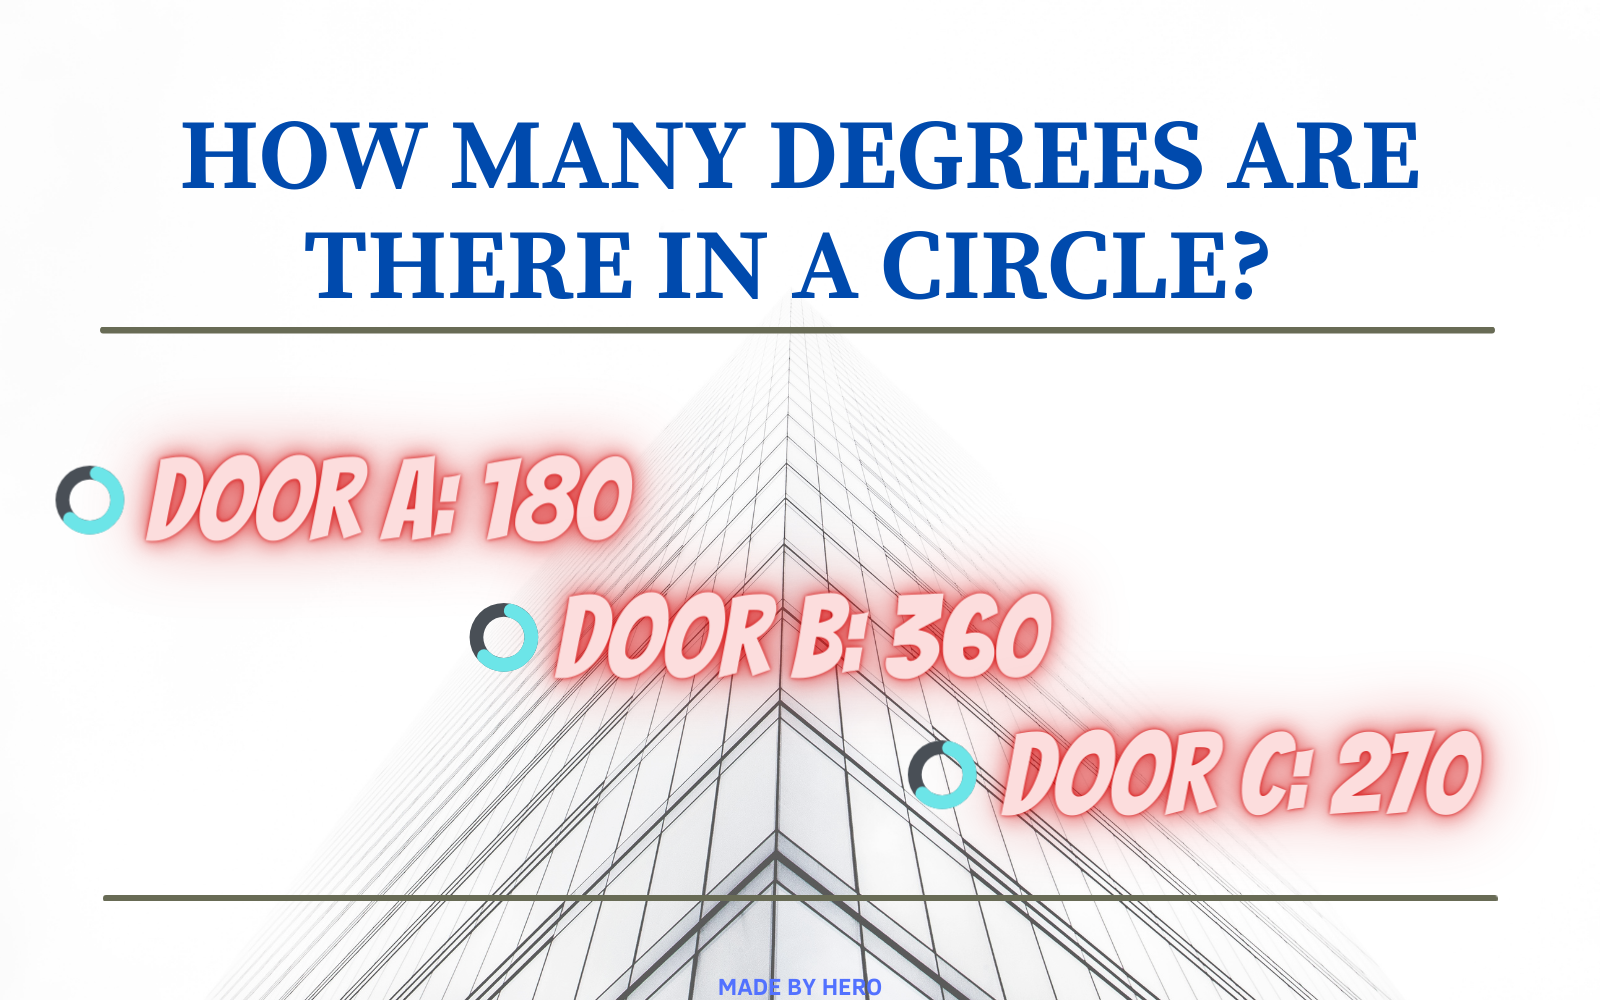 HOW MANY DEGREES ARE
THERE IN A CIRCLE?
DOOR A: 180
DOOR B: 360
DOOR C: 270
MADE BY HERO